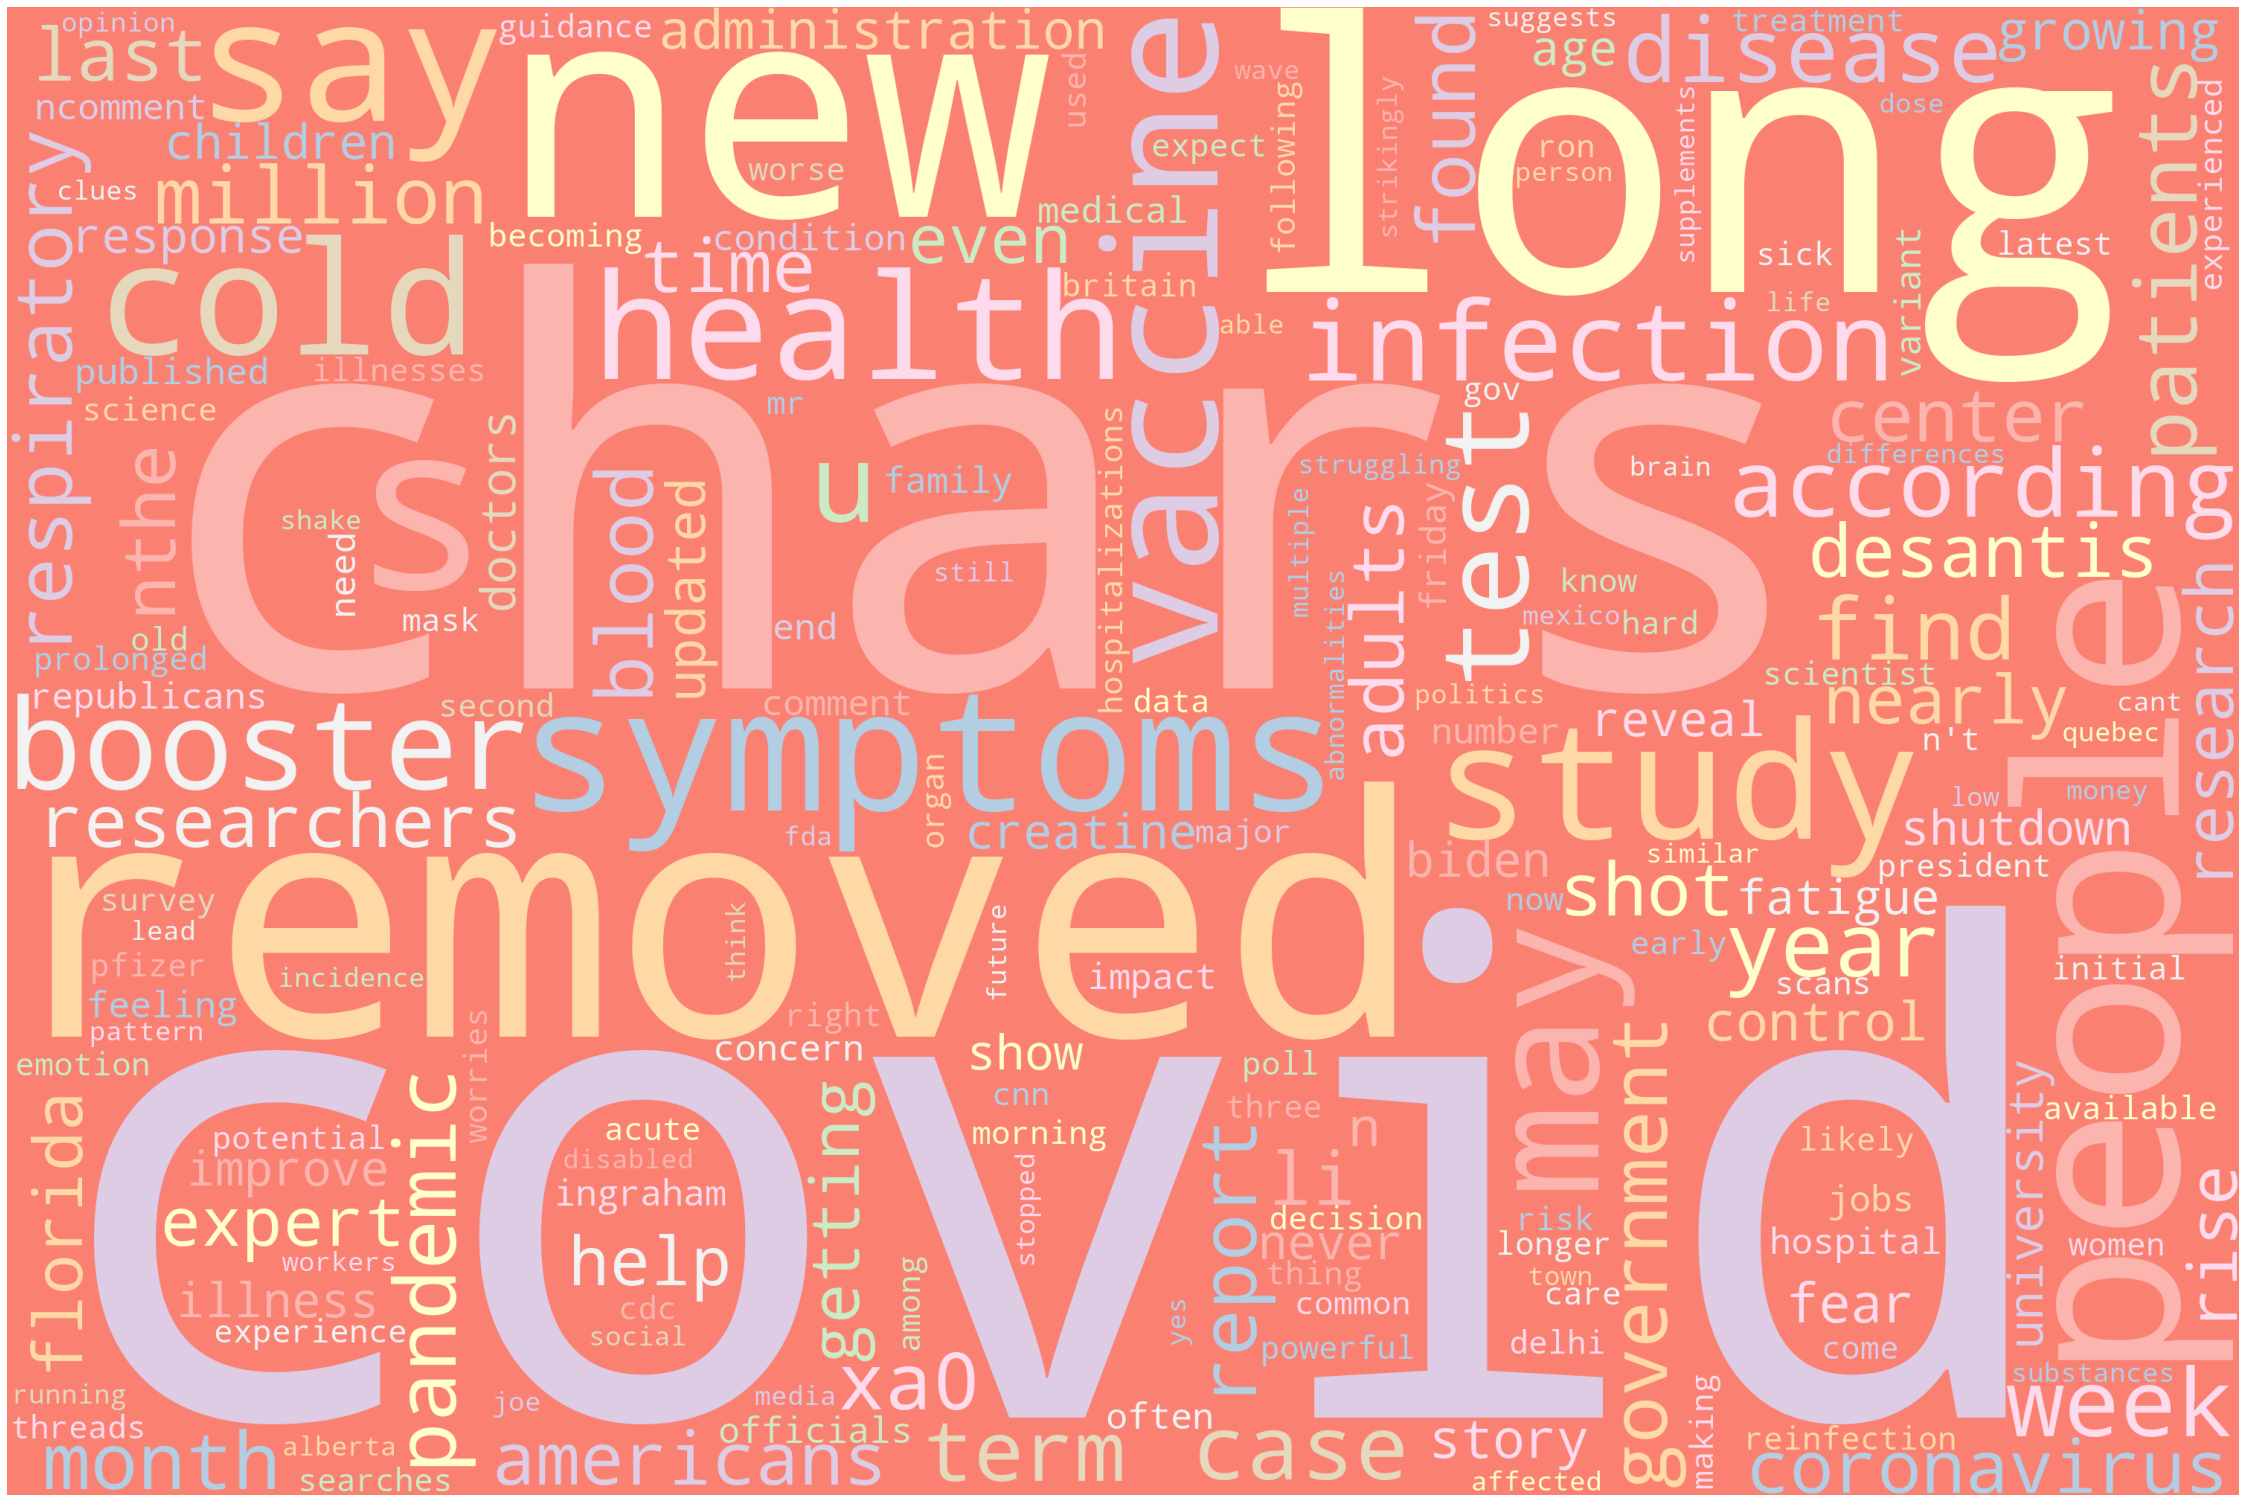 opinion
last
say
new
guidance
administration
vaccine
long
suggests
found
age
disease
treatment
growing
ncomment
children
million
respiratory
clues
response
cold
worse
becoming
used
wave
expect
following
strikingly
ron
person
supplements
dose
patients
experienced
medical
condition
even
time
health
britain
able
sick
latest
life
variant
infection
published
illnesses
science
mr
chars
s
nthe
doctors
blood
updated
u
family
hospitalizations
gov
test
struggling
multiple
friday
adults
abnormalities
brain
center
differences
according
g
desantis
shake
need
mask
still
end
know
mexico
hard
find
old
prolonged
republicans
second
comment
data
politics
number
scientist
nearly
reveal
n't
cant
quebec
people
research
booster
symptoms
researchers
fda
organ
creatine
major
study
low
money
shutdown
similar
president
biden
removed
survey
lead
pfizer
incidence
feeling
pattern
think
future
impact
right
now
shot
fatigue
early
year
scans
initial
control
may
emotion
worries
concern
show
cnn
morning
poll
three
n
covid
florida
pandemic
potential
improve
expert
workers
illness
experience
acute
disabled
ingraham
help
cdc
social
getting
among
stopped
yes
report
li
decision
never
thing
common
powerful
risk
longer
town
care
delhi
government
likely
jobs
hospital
fear
come
university
available
women
rise
running
threads
month
alberta
searches
joe
americans
media
officials
xa0
often
term
case
story
affected
making
substances
week
reinfection
coronavirus